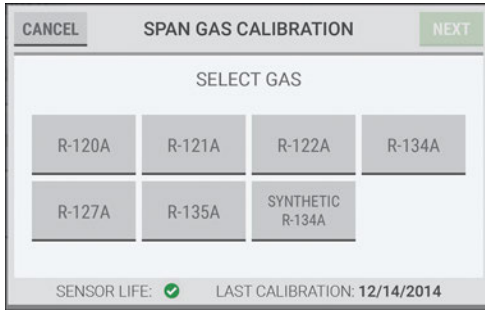 CANCEL SPAN GAS CALIBRATION NEXT
SELECT GAS
R-120A R-121A R-122A R-134A
R-127A R-135A SYNTHETIC
R-134A
SENSOR LIFE: LAST CALIBRATION: 12/14/2014